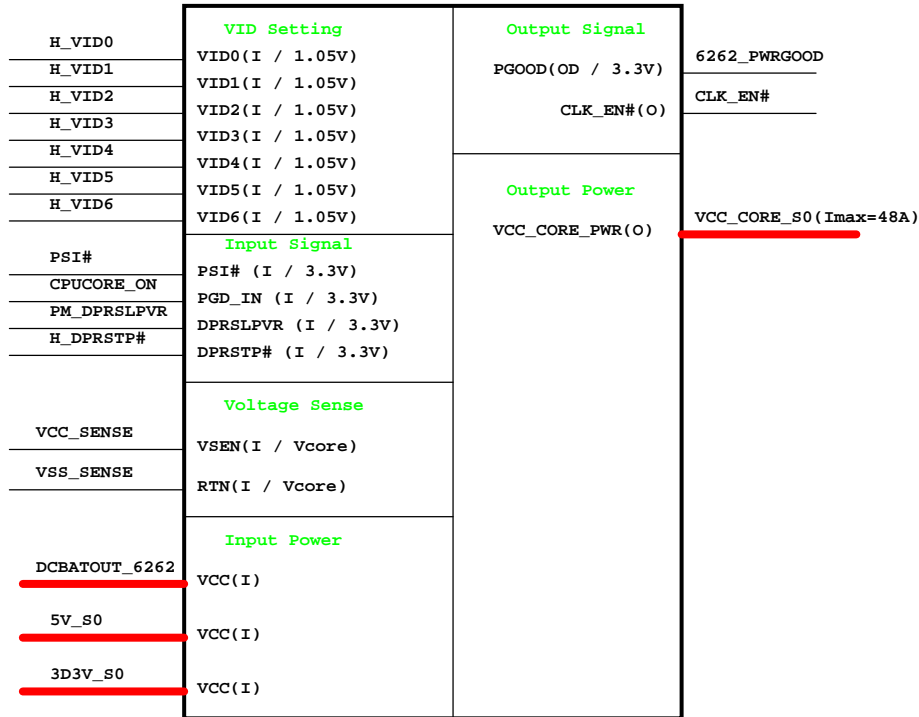 VID Setting
H_VID0
VID0(I / 1.05V)
H_VID1
VID1(I / 1.05V)
H_VID2
VID2(I / 1.05V)
H_VID3
VID3(I / 1.05V)
H_VID4
VID4(I / 1.05V)
H_VID5
VID5(I / 1.05V)
H_VID6
VID6(I / 1.05V)
Input Signal
PSI#
PSI# (I / 3.3V)
CPUCORE_ON
PGD_IN (I / 3.3V)
PM_DPRSLPVR
DPRSLPVR (I / 3.3V)
H_DPRSTP#
DPRSTP# (I / 3.3V)
Voltage Sense
VCC_SENSE
VSEN(I / Vcore)
VSS_SENSE
RTN(I / Vcore)
Input Power
DCBATOUT_6262
VCC(I)
5V_S0
VCC(I)
3D3V_S0
VCC(I)
Output Signal
PGOOD(OD / 3.3V)
6262_PWRGOOD
CLK_EN#(O)
CLK_EN#
Output Power
VCC_CORE_PWR(O)
VCC_CORE_S0(Imax=48A)